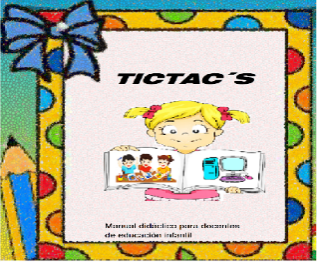 TICTAC´S
Manual didáctico para docentes
de educación infantil